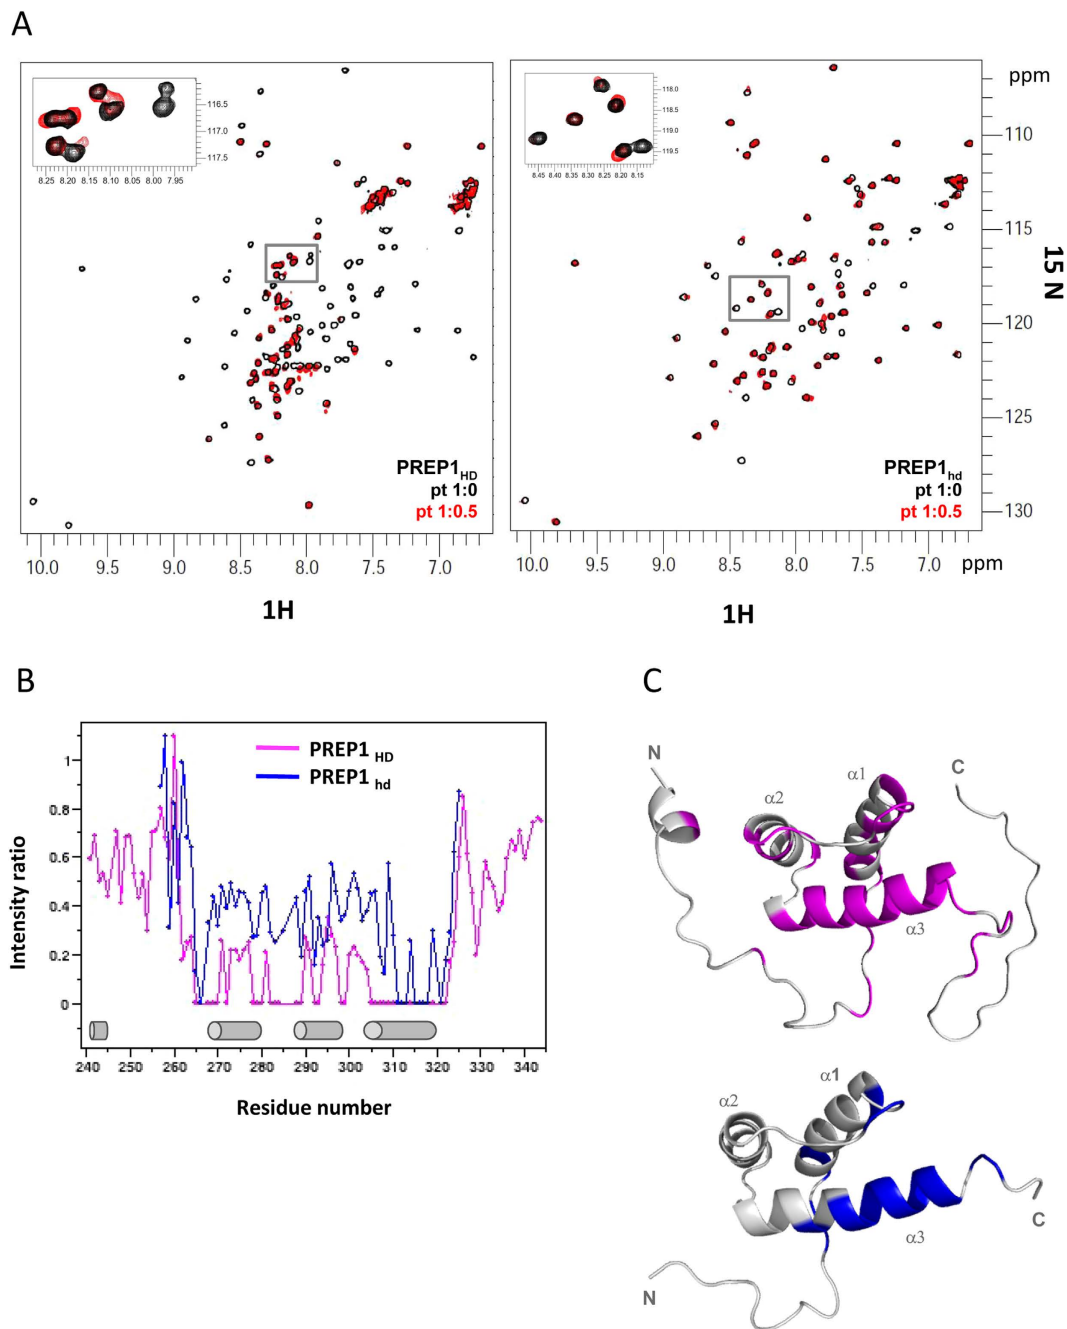 A
116.5
117.0
117.5
8.25 8.20 8.15 8.10 8.05 8.00 7.95
PREP1HD
pt 1:0
pt 1:0.5
10.0 9.5 9.0 8.5 8.0 7.5 7.0
1H
118.0
118.5
119.0
119.5
8.45 8.40 8.35 8.30 8.25 8.20 8.15
PREP1hd
pt 1:0
pt 1:0.5
ppm
110
115
120
125
130
15 N
10.0 9.5 9.0 8.5 8.0 7.5 7.0 ppm
1H
B
Intensity ratio
1
0.8
0.6
0.4
0.2
0
PREP1 HD
PREP1 hd
240 250 260 270 280 290 300 310 320 330 340
Residue number
C
N
α2
α1
C
α3
α2
α1
α3
C
N